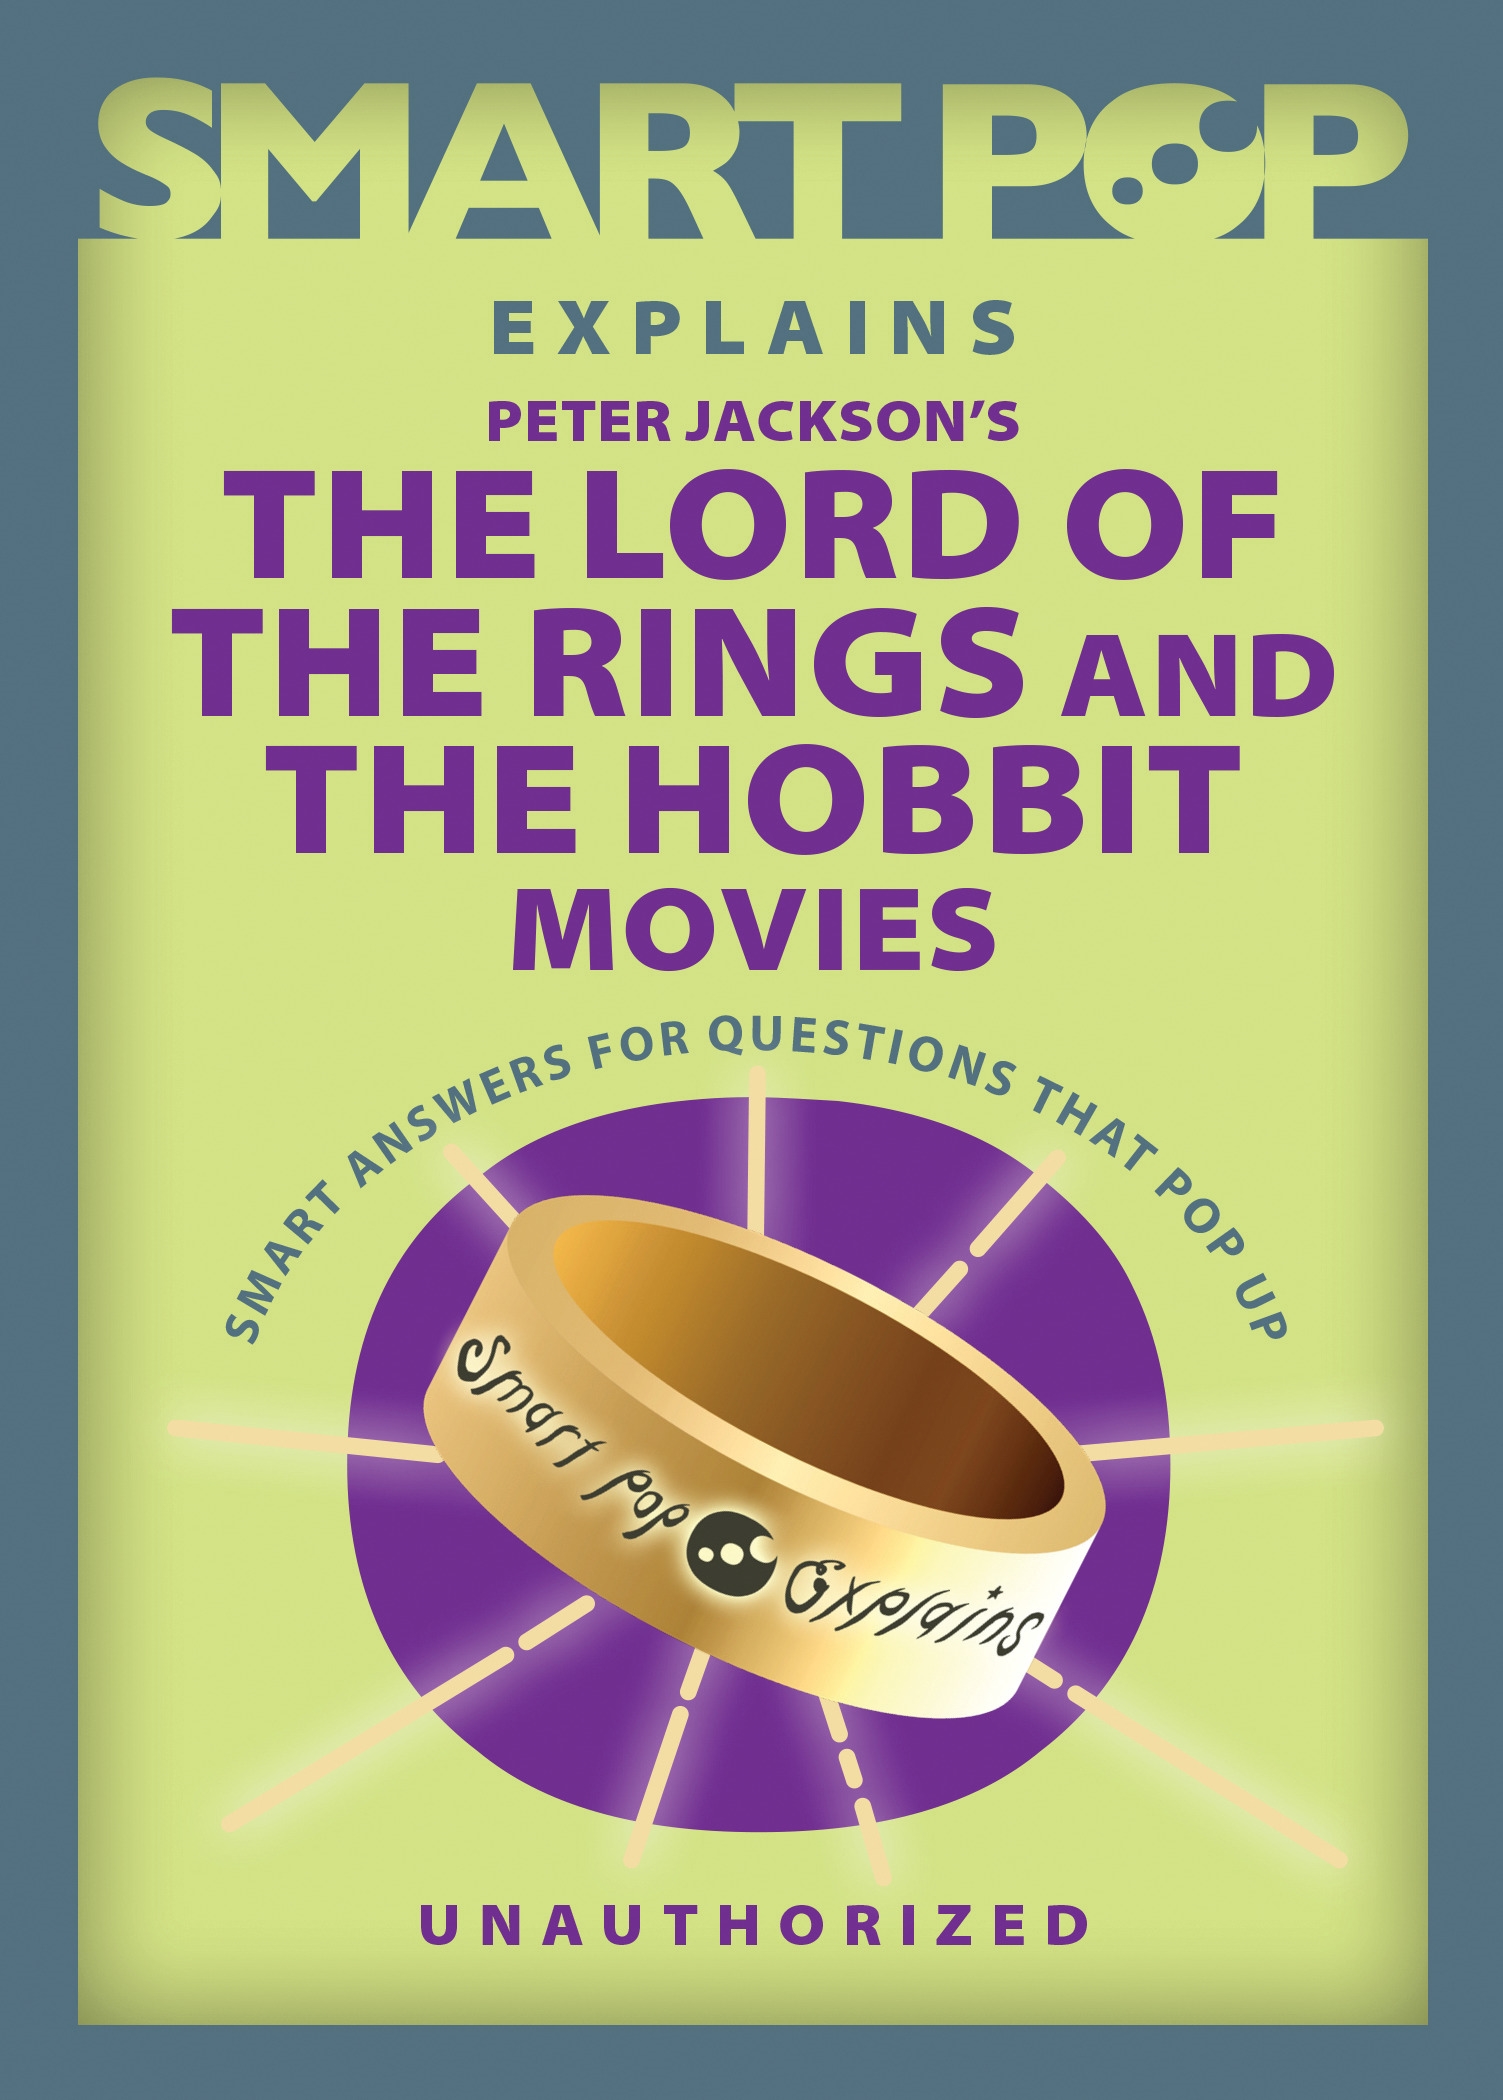 SMART POP
EXPLAINS
PETER JACKSON’S
THE LORD OF
THE RINGS AND
THE HOBBIT
MOVIES
SMART ANSWERS FOR QUESTIONS THAT POP UP
Smart Pop Explains
UNAUTHORIZED